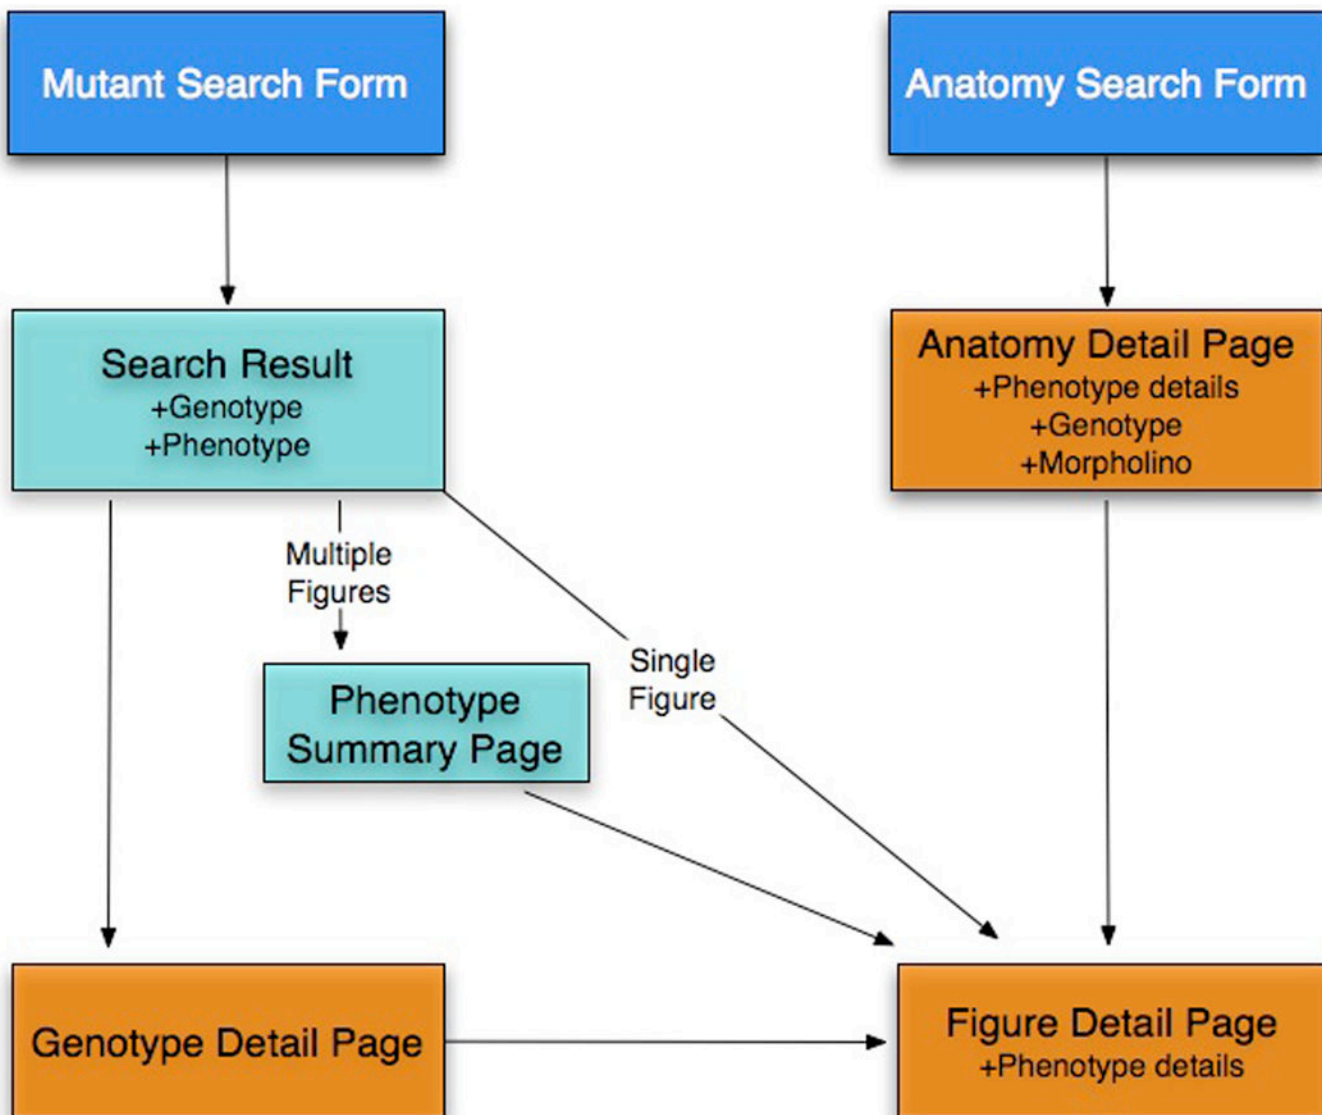 Mutant Search Form
Anatomy Search Form
Search Result
+Genotype
+Phenotype
Anatomy Detail Page
+Phenotype details
+Genotype
+Morpholino
Multiple
Figures
Single
Figure
Phenotype
Summary Page
Genotype Detail Page
Figure Detail Page
+Phenotype details